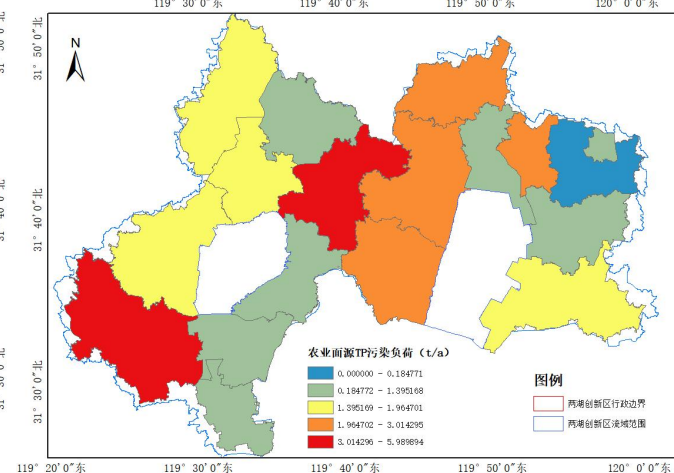 119° 30′0″东 119° 40′0″东 119° 50′0″东 120° 0′0″东
N
31° 50′0″北
31° 40′0″北
31° 30′0″北
农业面源TP污染负荷（t/a）
0.000000 - 0.184771
0.184772 - 1.395168
1.395169 - 1.964701
1.964702 - 3.014295
3.014296 - 5.989894
图例
两湖创新区行政边界
两湖创新区流域范围
119° 20′0″东 119° 30′0″东 119° 40′0″东 119° 50′0″东 120° 0′0″东